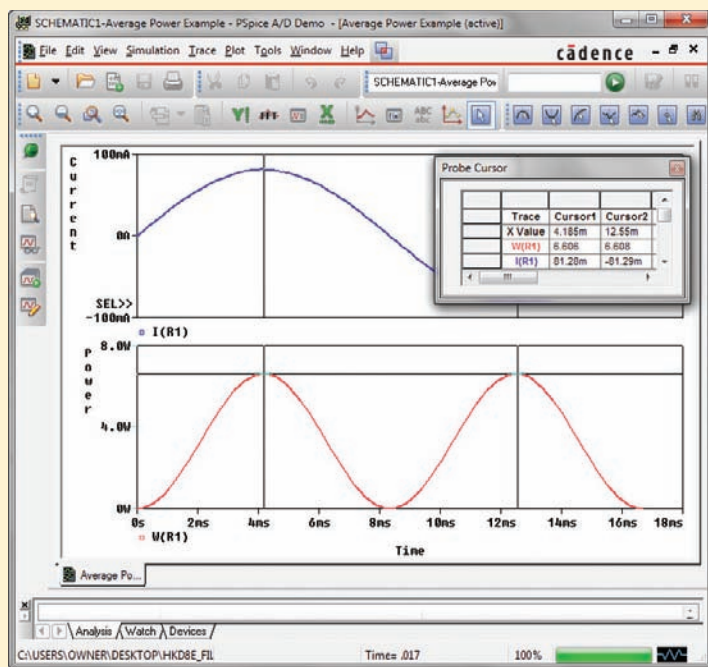 SCHEMATIC1-Average Power Example - PSpice A/D Demo - [Average Power Example (active)]
File Edit View Simulation Trace Plot Tools Window Help
cādence
SCHEMATIC1-Average Po
Current
100mA
0A
SEL>>
-100mA
I(R1)
Probe Cursor
Trace Cursor1 Cursor2
X Value 4.185m 12.55m
W(R1) 6.606 6.608
I(R1) 81.28m -81.29m
Power
8.0W
4.0W
0W
0s 2ms 4ms 6ms 8ms 10ms 12ms 14ms 16ms 18ms
W(R1)
Time
Average Po...
Analysis Watch Devices
C:\USERS\OWNER\DESKTOP\HKD8E_FIL Time= .017 100%